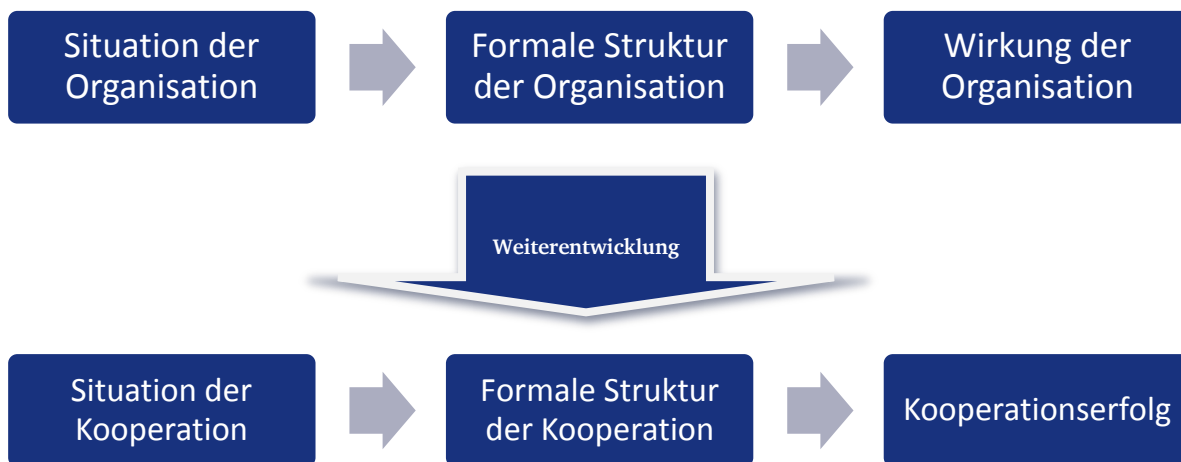 Situation der
Organisation
Formale Struktur
der Organisation
Wirkung der
Organisation
Weiterentwicklung
Situation der
Kooperation
Formale Struktur
der Kooperation
Kooperationserfolg